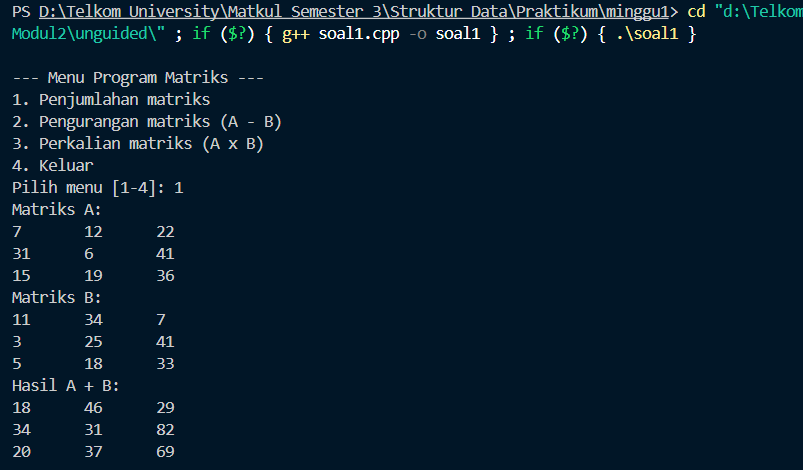 PS D:\Telkom University\Matkul Semester 3\Struktur Data\Praktikum\minggu1> cd "d:\Telkom
Modul2\unguided\" ; if ($?) { g++ soal1.cpp -o soal1 } ; if ($?) { .\soal1 }
--- Menu Program Matriks ---
1. Penjumlahan matriks
2. Pengurangan matriks (A - B)
3. Perkalian matriks (A x B)
4. Keluar
Pilih menu [1-4]: 1
Matriks A:
7 12 22
31 6 41
15 19 36
Matriks B:
11 34 7
3 25 41
5 18 33
Hasil A + B:
18 46 29
34 31 82
20 37 69